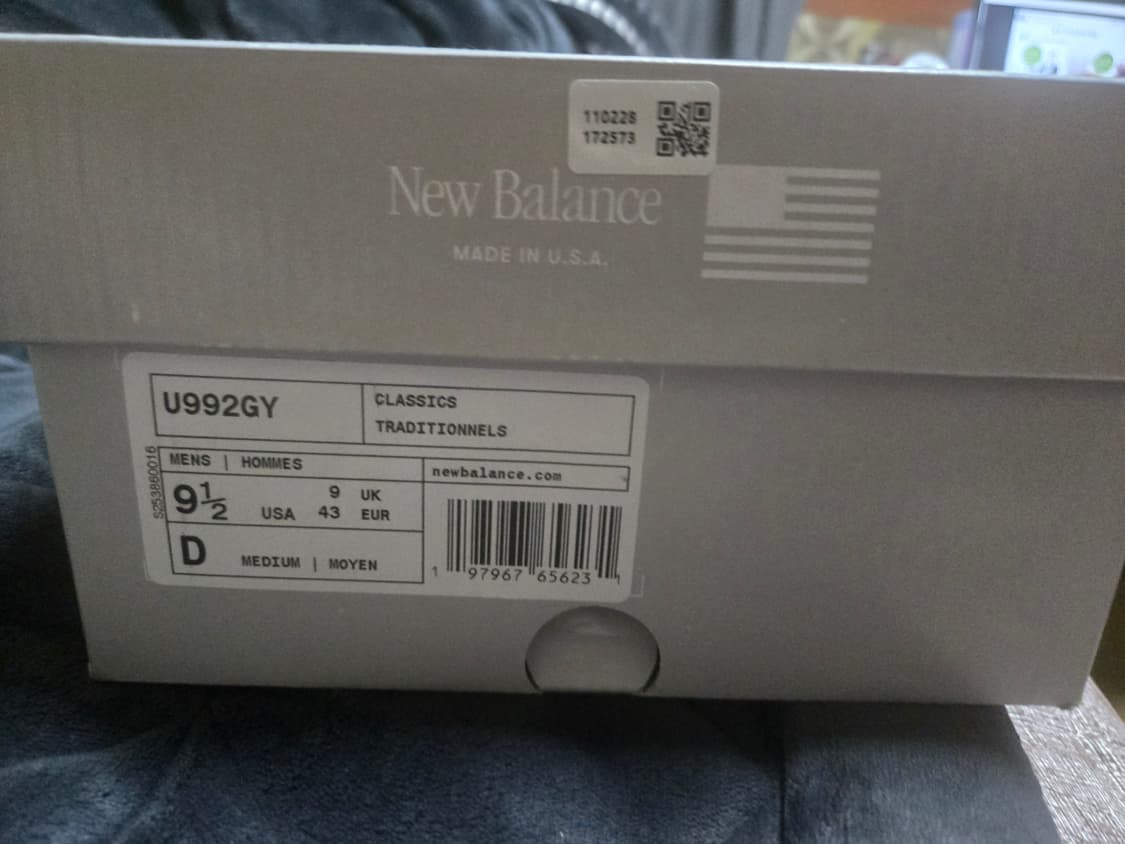 110228
172573
New Balance
MADE IN U.S.A.
U992GY
CLASSICS
TRADITIONNELS
MENS | HOMMES
newbalance.com
9½ USA
9 UK
43 EUR
D MEDIUM | MOYEN
S253860016
1 97967 65623 1